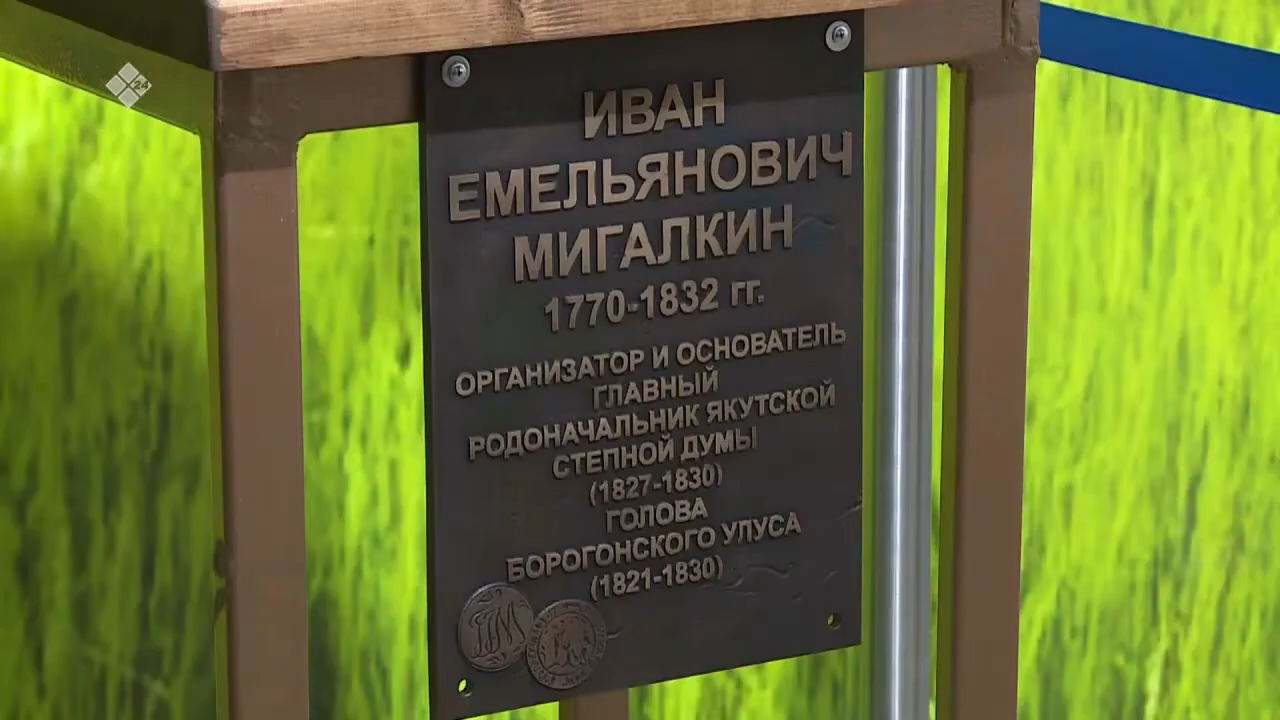 24
ИВАН
ЕМЕЛЬЯНОВИЧ
МИГАЛКИН
1770-1832 гг.
ОРГАНИЗАТОР И ОСНОВАТЕЛЬ
ГЛАВНЫЙ
РОДОНАЧАЛЬНИК ЯКУТСКОЙ
СТЕПНОЙ ДУМЫ
(1827-1830)
ГОЛОВА
БОРОГОНСКОГО УЛУСА
(1821-1830)